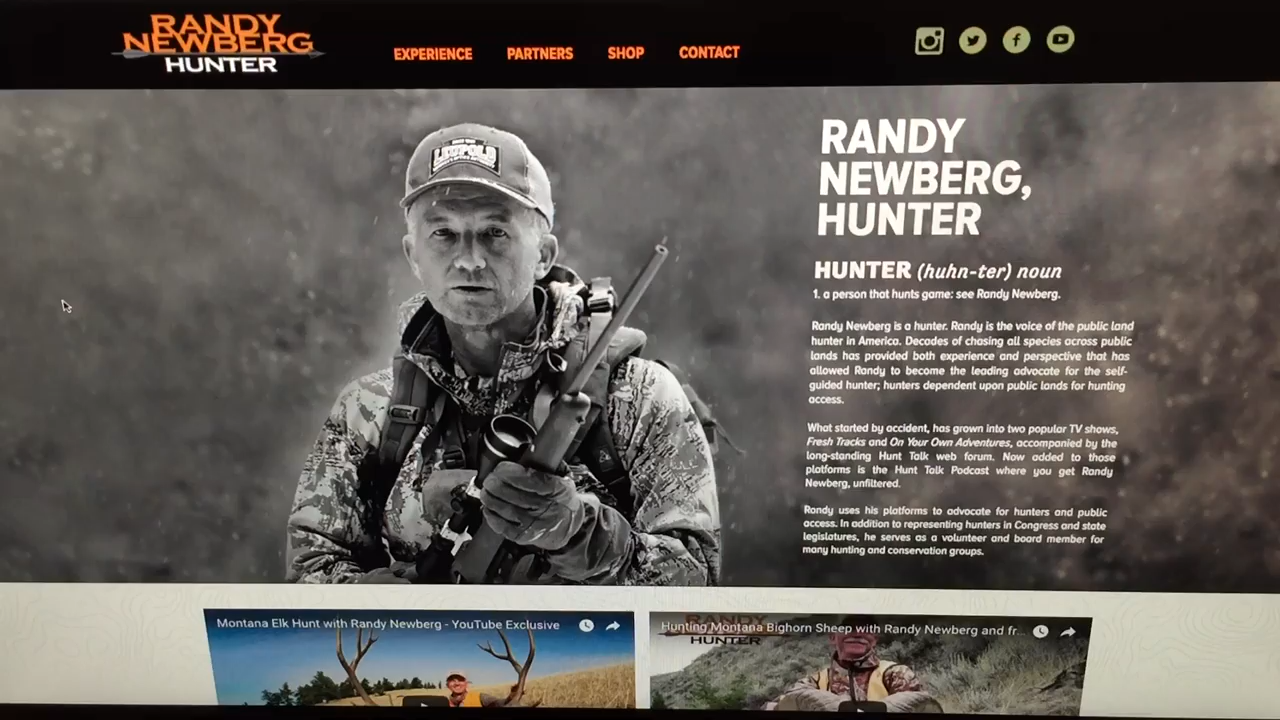 RANDY
NEWBERG
HUNTER
EXPERIENCE
PARTNERS
SHOP
CONTACT
LEUPOLD
RANDY
NEWBERG,
HUNTER
HUNTER (huhn-ter) noun
1. a person that hunts game: see Randy Newberg.
Randy Newberg is a hunter. Randy is the voice of the public land
hunter in America. Decades of chasing all species across public
lands has provided both experience and perspective that has
allowed Randy to become the leading advocate for the self-
guided hunter; hunters dependent upon public lands for hunting
access.
What started by accident, has grown into two popular TV shows,
Fresh Tracks and On Your Own Adventures, accompanied by the
long-standing Hunt Talk web forum. Now added to those
platforms is the Hunt Talk Podcast where you get Randy
Newberg, unfiltered.
Randy uses his platforms to advocate for hunters and public
access. In addition to representing hunters in Congress and state
legislatures, he serves as a volunteer and board member for
many hunting and conservation groups.
Montana Elk Hunt with Randy Newberg - YouTube Exclusive
Hunting Montana Bighorn Sheep with Randy Newberg and fr...
HUNTER